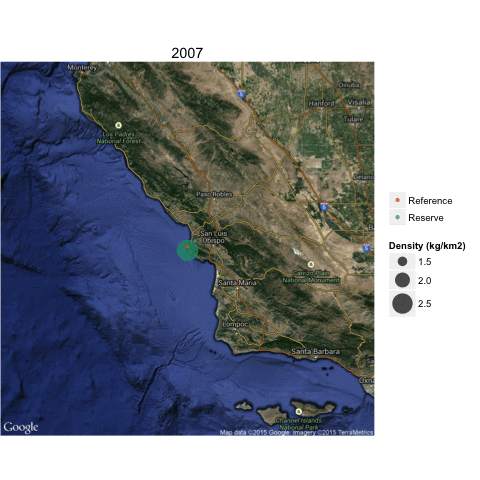 2007
Monterey
Dinuba
Hanford
Visalia
Tulare
Los Padres
National Forest
Delano
Paso Robles
5
San Luis
Obispo
Carrizo Plain
National Monument
Santa Maria
Lompoc
Santa Barbara
Oxna
Channel Islands
National Park
Google
Map data ©2015 Google Imagery ©2015 TerraMetrics
Reference
Reserve
Density (kg/km2)
1.5
2.0
2.5